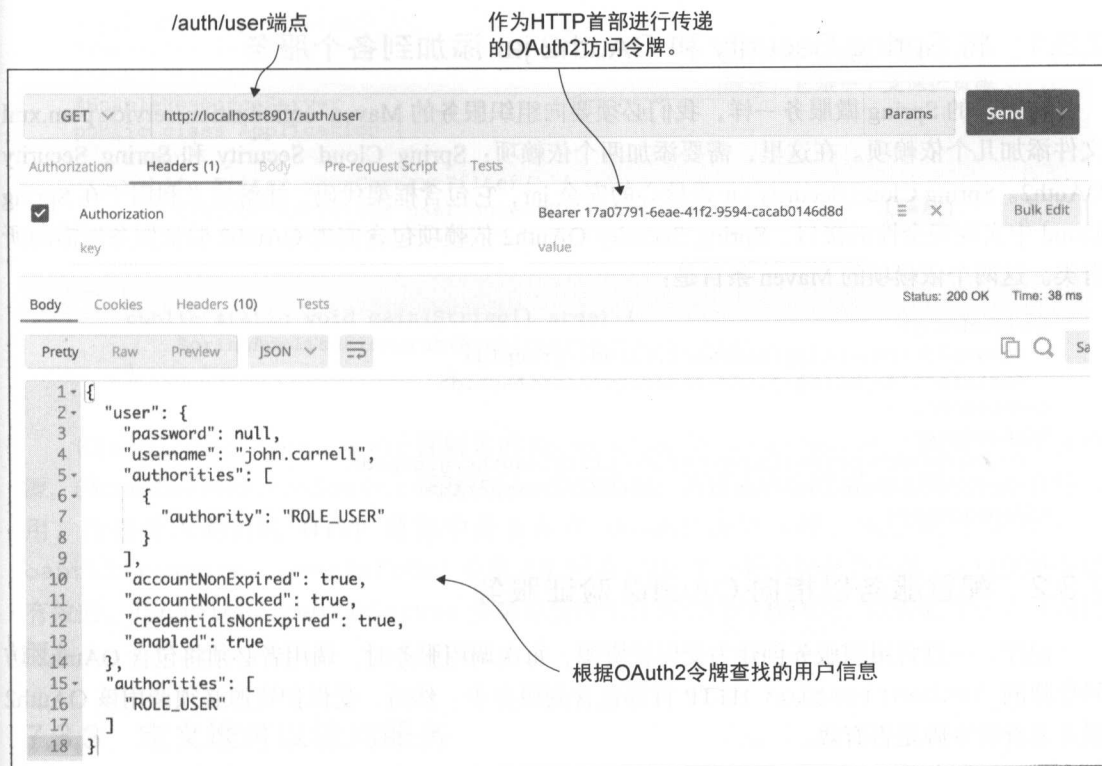 /auth/user端点
作为HTTP首部进行传递
的OAuth2访问令牌。
GET http://localhost:8901/auth/user Params Send
Authorization Headers (1) Body Pre-request Script Tests
Authorization Bearer 17a07791-6eae-41f2-9594-cacab0146d8d Bulk Edit
key value
Body Cookies Headers (10) Tests Status: 200 OK Time: 38 ms
Pretty Raw Preview JSON Sa
1 {
2 "user": {
3 "password": null,
4 "username": "john.carnell",
5 "authorities": [
6 {
7 "authority": "ROLE_USER"
8 }
9 ],
10 "accountNonExpired": true,
11 "accountNonLocked": true,
12 "credentialsNonExpired": true,
13 "enabled": true
14 },
15 "authorities": [
16 "ROLE_USER"
17 ]
18 }
根据OAuth2令牌查找的用户信息